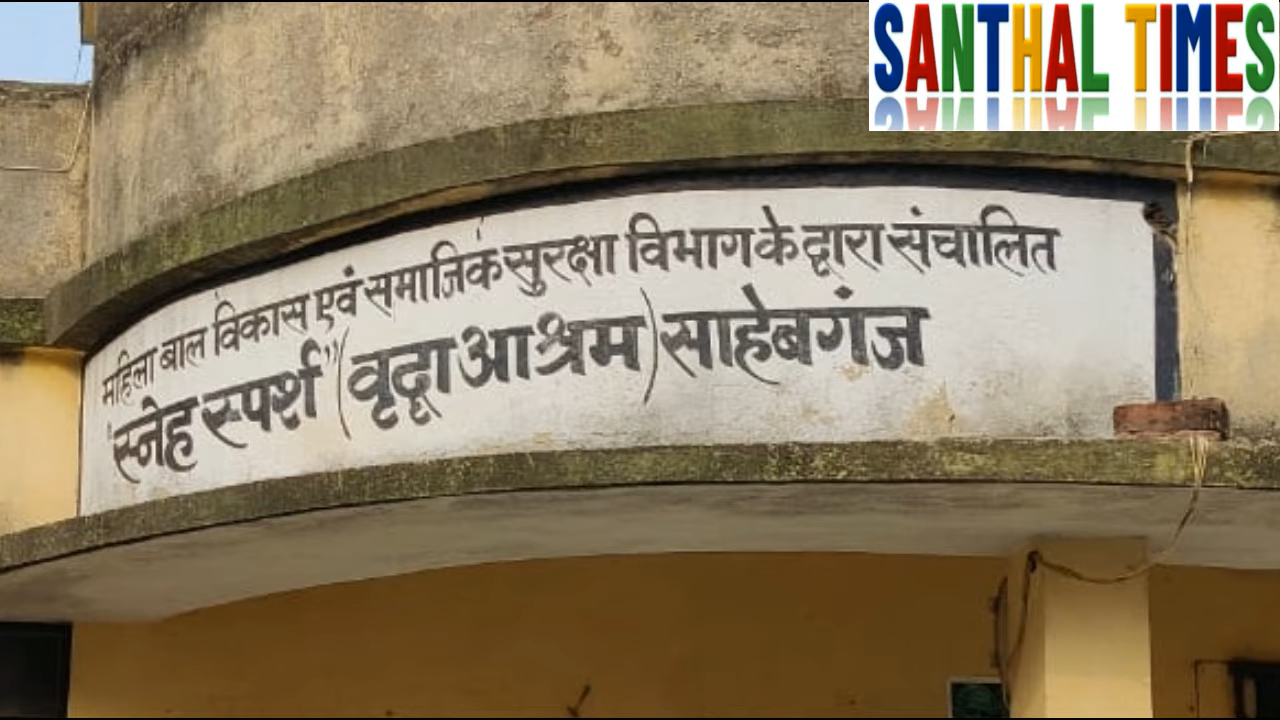 SANTHAL TIMES
महिला बाल विकास एवं समाजिक सुरक्षा विभाग के द्वारा संचालित
"स्नेह स्पर्श" (वृद्वा आश्रम) साहेबगंज